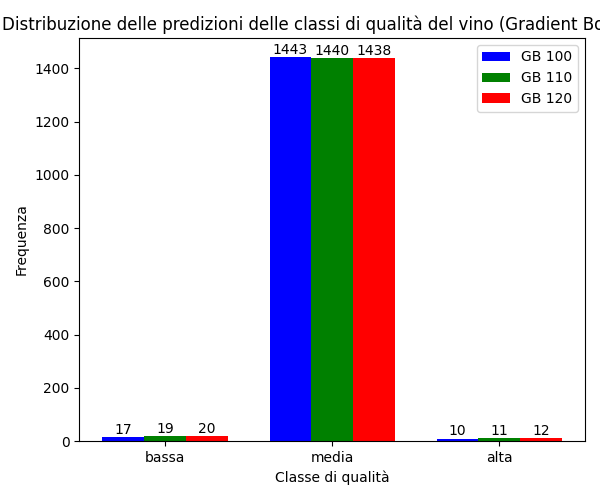 Distribuzione delle predizioni delle classi di qualità del vino (Gradient Bo
1443 1440 1438
GB 100
GB 110
GB 120
1400
1200
1000
800
600
400
200
0
Frequenza
17 19 20
10 11 12
bassa media alta
Classe di qualità